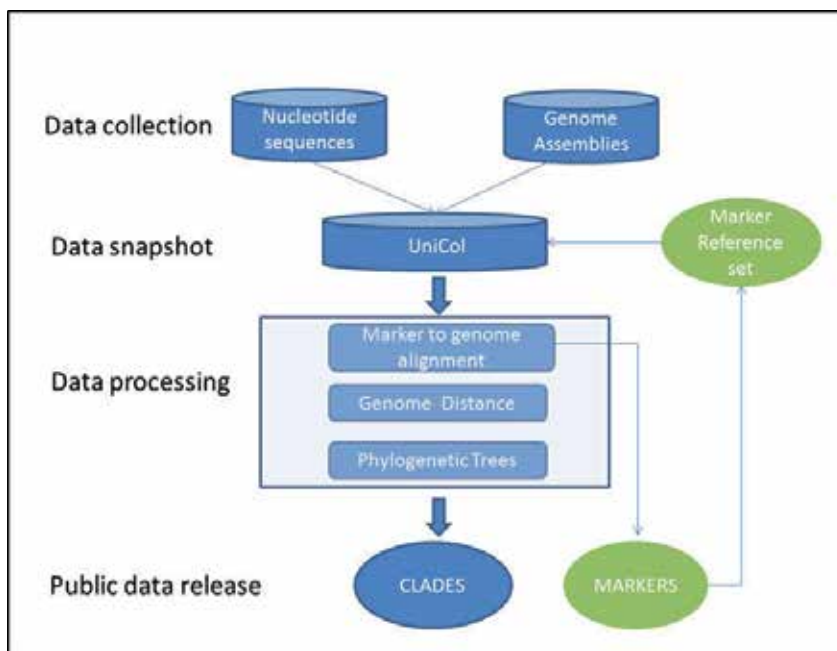 Data collection
Nucleotide
sequences
Genome
Assemblies
Data snapshot
UniCol
Marker
Reference
set
Data processing
Marker to genome
alignment
Genome Distance
Phylogenetic Trees
Public data release
CLADES
MARKERS